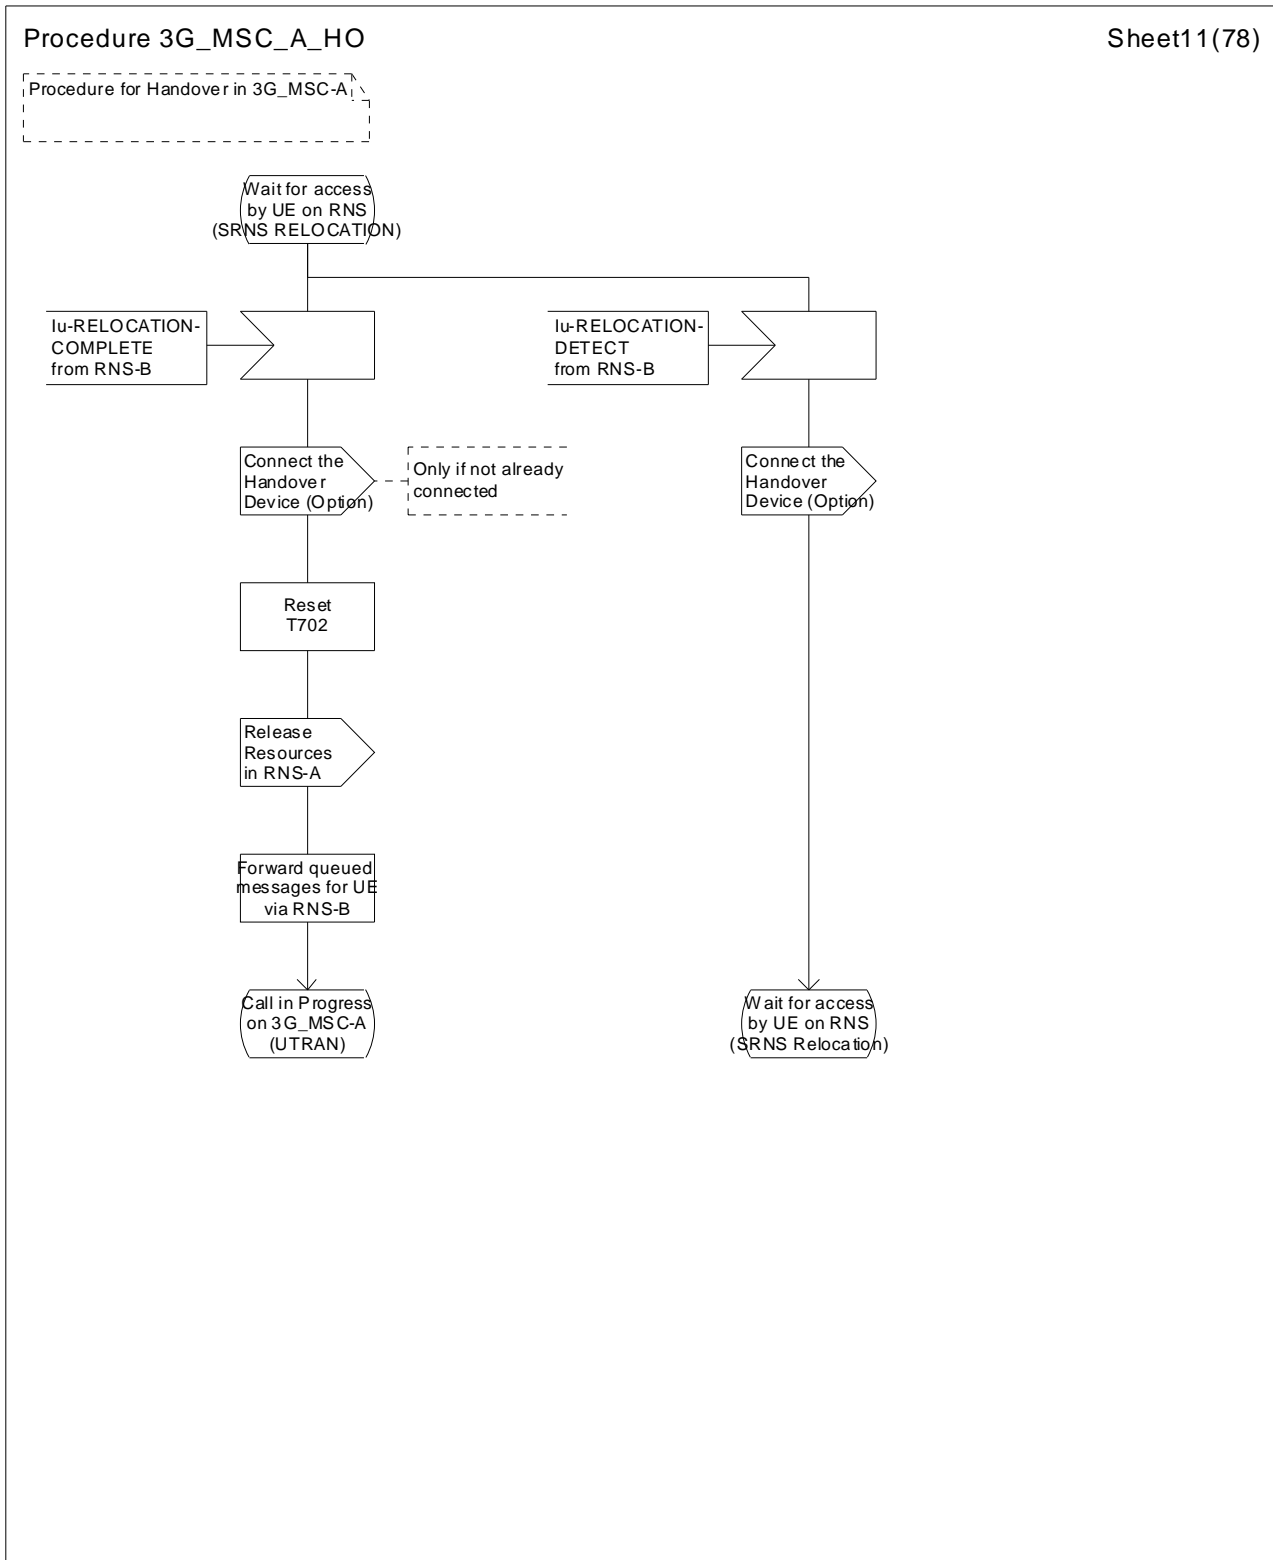 Procedure 3G_MSC_A_HO
Sheet11(78)
Procedure for Handover in 3G_MSC-A
Wait for access
by UE on RNS
(SRNS RELOCATION)
Iu-RELOCATION-
COMPLETE
from RNS-B
Iu-RELOCATION-
DETECT
from RNS-B
Connect the
Handover
Device (Option)
Only if not already
connected
Connect the
Handover
Device (Option)
Reset
T702
Release
Resources
in RNS-A
Forward queued
messages for UE
via RNS-B
Call in Progress
on 3G_MSC-A
(UTRAN)
Wait for access
by UE on RNS
(SRNS Relocation)